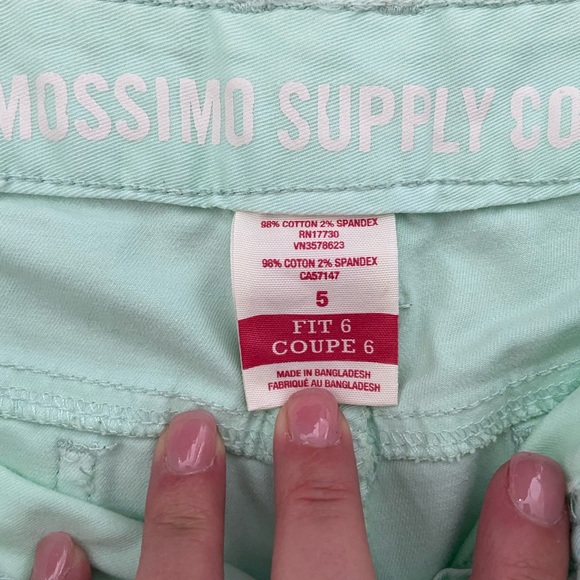 MOSSIMO SUPPLY CO
98% COTTON 2% SPANDEX
RN17730
VN3578623
98% COTON 2% SPANDEX
CA57147
5
FIT 6
COUPE 6
MADE IN BANGLADESH
FABRIQUÉ AU BANGLADESH